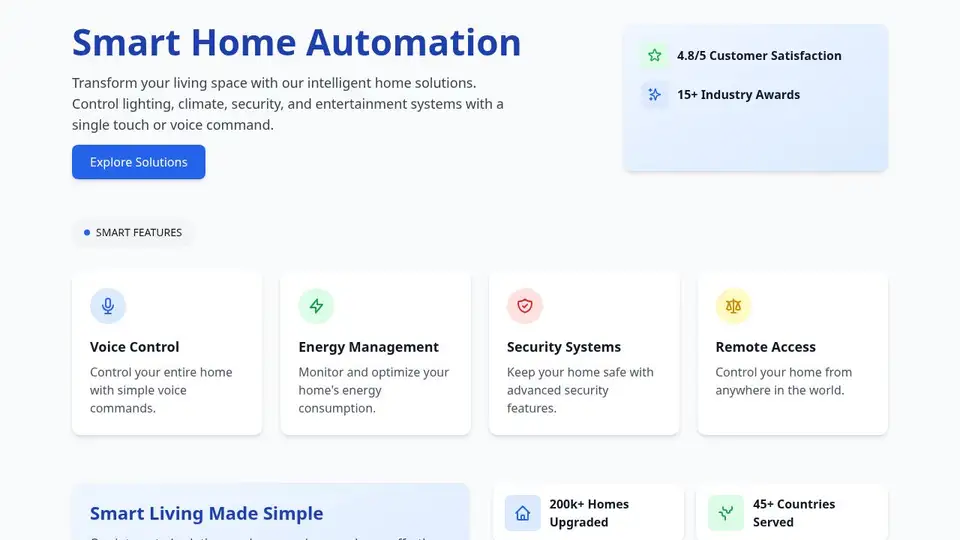 Smart Home Automation
Transform your living space with our intelligent home solutions.
Control lighting, climate, security, and entertainment systems with a
single touch or voice command.
Explore Solutions
4.8/5 Customer Satisfaction
15+ Industry Awards
SMART FEATURES
Voice Control
Control your entire home
with simple voice
commands.
Energy Management
Monitor and optimize your
home's energy
consumption.
Security Systems
Keep your home safe with
advanced security
features.
Remote Access
Control your home from
anywhere in the world.
Smart Living Made Simple
200k+ Homes
Upgraded
45+ Countries
Served